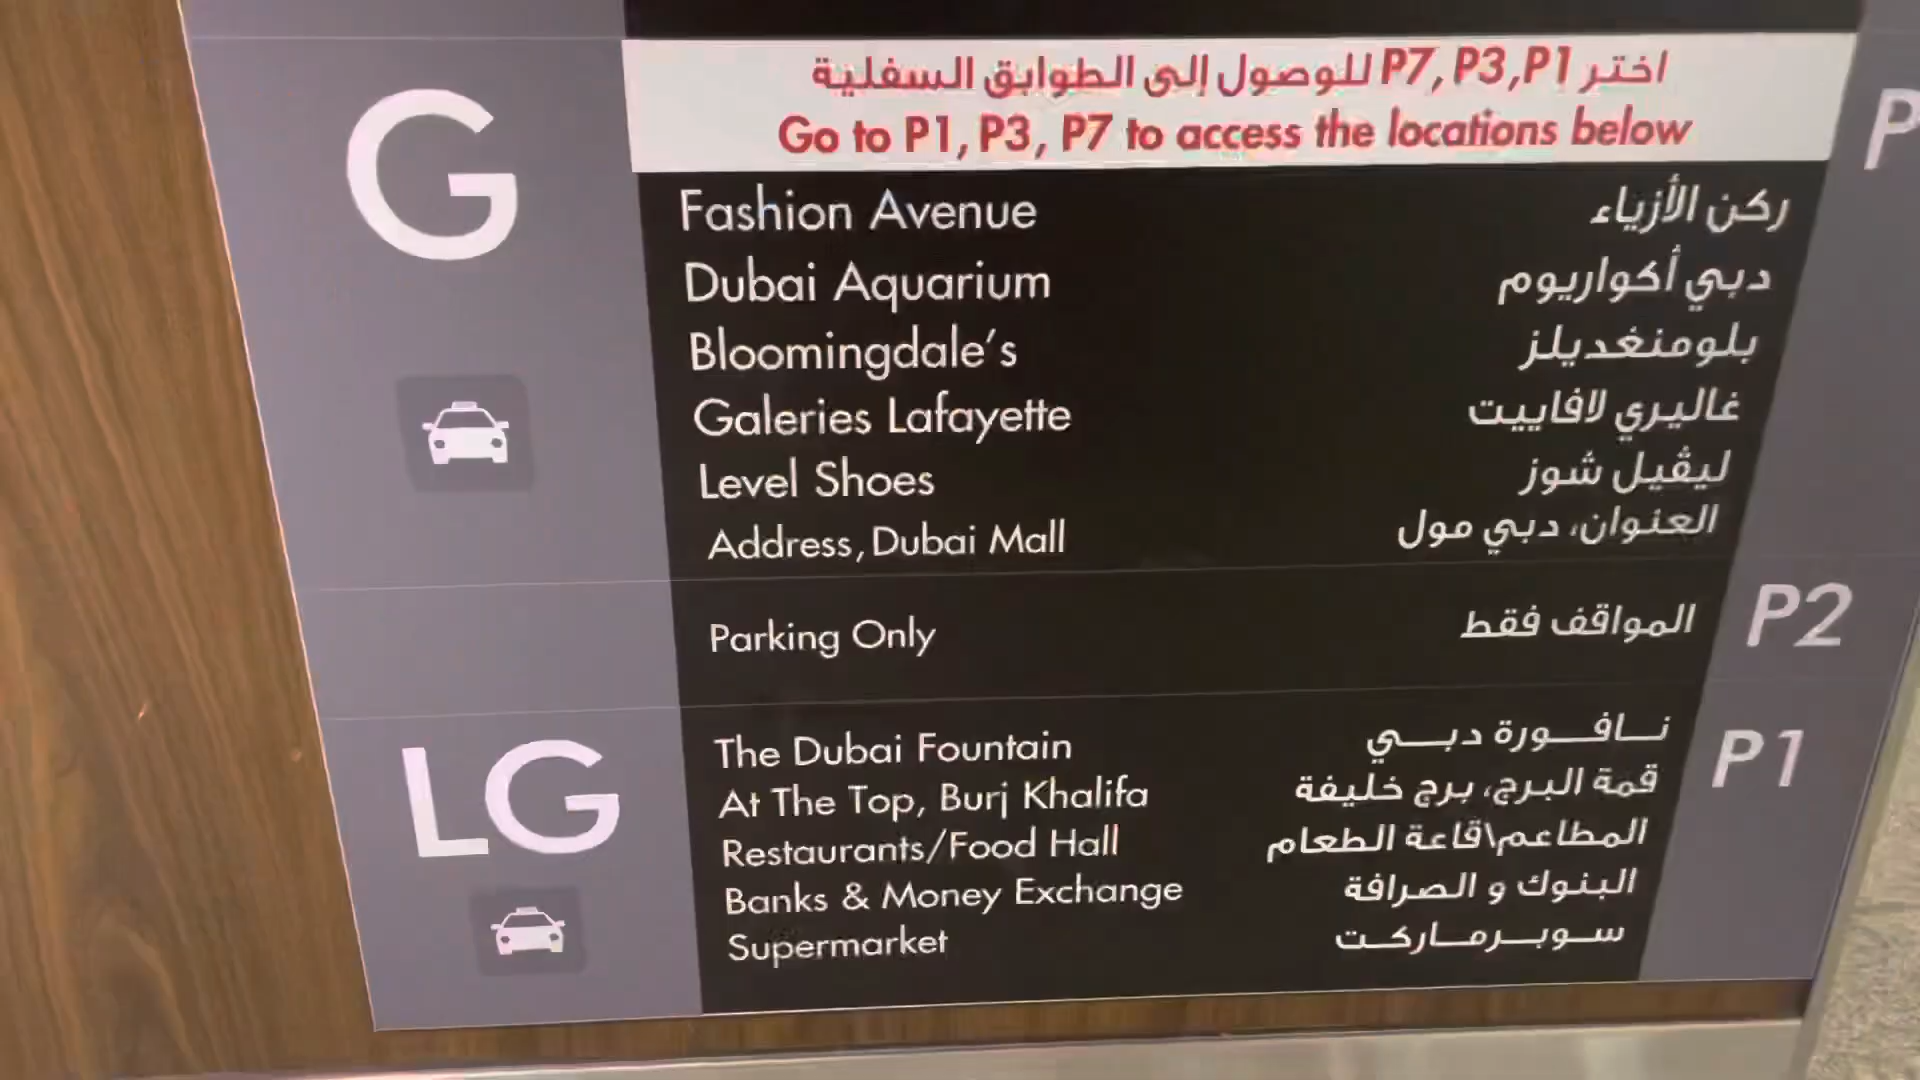 اختر P7, P3,P1 للوصول إلى الطوابق السفلية
Go to P1, P3, P7 to access the locations below
G
P
Fashion Avenue ركن الأزياء
Dubai Aquarium دبي أكواريوم
Bloomingdale's بلومنغديلز
Galeries Lafayette غاليري لافاييت
Level Shoes ليڤيل شوز
Address, Dubai Mall العنوان، دبي مول
Parking Only المواقف فقط P2
LG
The Dubai Fountain نافورة دبي P1
At The Top, Burj Khalifa قمة البرج، برج خليفة
Restaurants/Food Hall المطاعم\قاعة الطعام
Banks & Money Exchange البنوك و الصرافة
Supermarket سوبرماركت